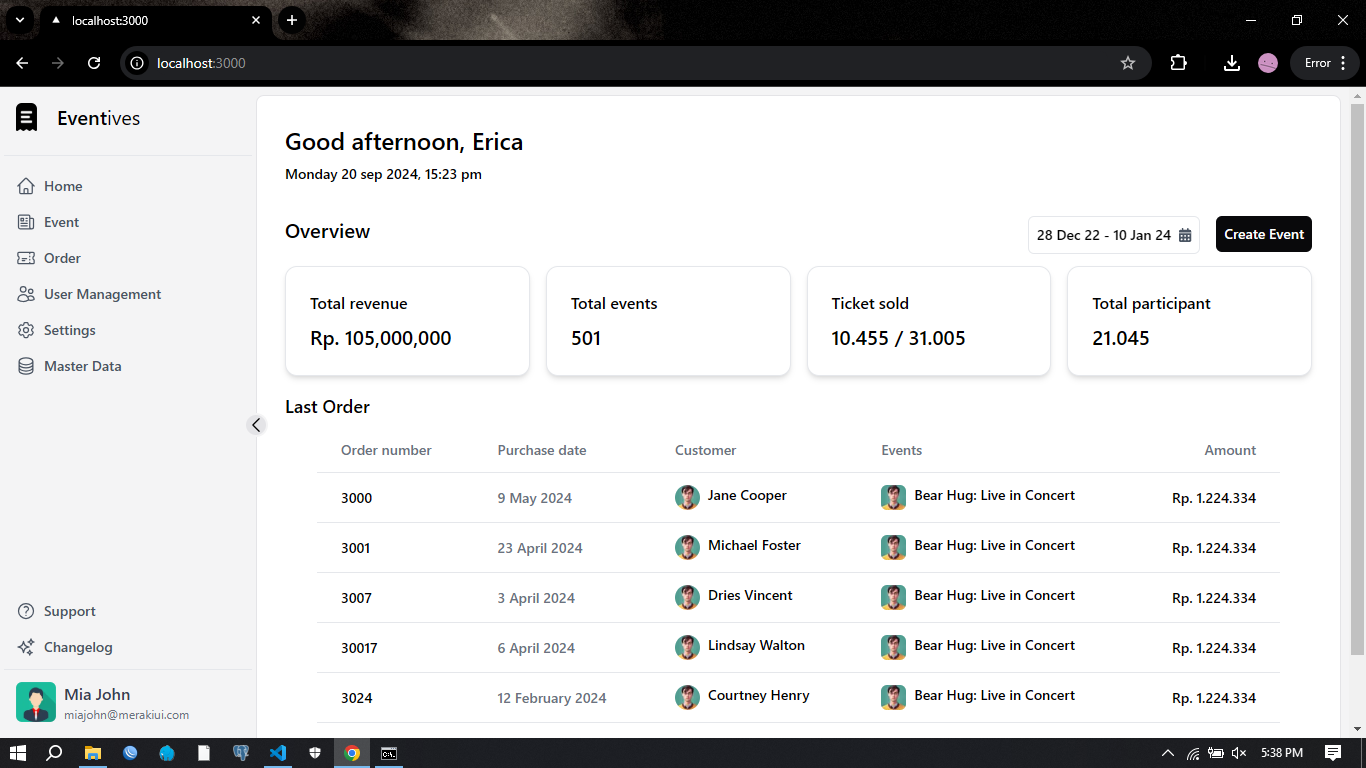 localhost:3000
localhost:3000
Error
Eventives
Home
Event
Order
User Management
Settings
Master Data
Support
Changelog
Mia John
miajohn@merakiui.com
Good afternoon, Erica
Monday 20 sep 2024, 15:23 pm
Overview
28 Dec 22 - 10 Jan 24
Create Event
Total revenue
Rp. 105,000,000
Total events
501
Ticket sold
10.455 / 31.005
Total participant
21.045
Last Order
Order number Purchase date Customer Events Amount
3000 9 May 2024 Jane Cooper Bear Hug: Live in Concert Rp. 1.224.334
3001 23 April 2024 Michael Foster Bear Hug: Live in Concert Rp. 1.224.334
3007 3 April 2024 Dries Vincent Bear Hug: Live in Concert Rp. 1.224.334
30017 6 April 2024 Lindsay Walton Bear Hug: Live in Concert Rp. 1.224.334
3024 12 February 2024 Courtney Henry Bear Hug: Live in Concert Rp. 1.224.334
5:38 PM